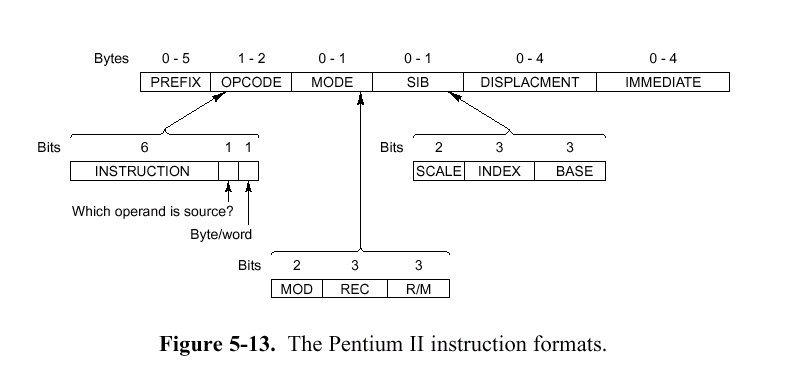 Bytes 0 - 5 1 - 2 0 - 1 0 - 1 0 - 4 0 - 4
PREFIX OPCODE MODE SIB DISPLACMENT IMMEDIATE
Bits 6 1 1 Bits 2 3 3
INSTRUCTION SCALE INDEX BASE
Which operand is source?
Byte/word
Bits 2 3 3
MOD REC R/M
Figure 5-13. The Pentium II instruction formats.